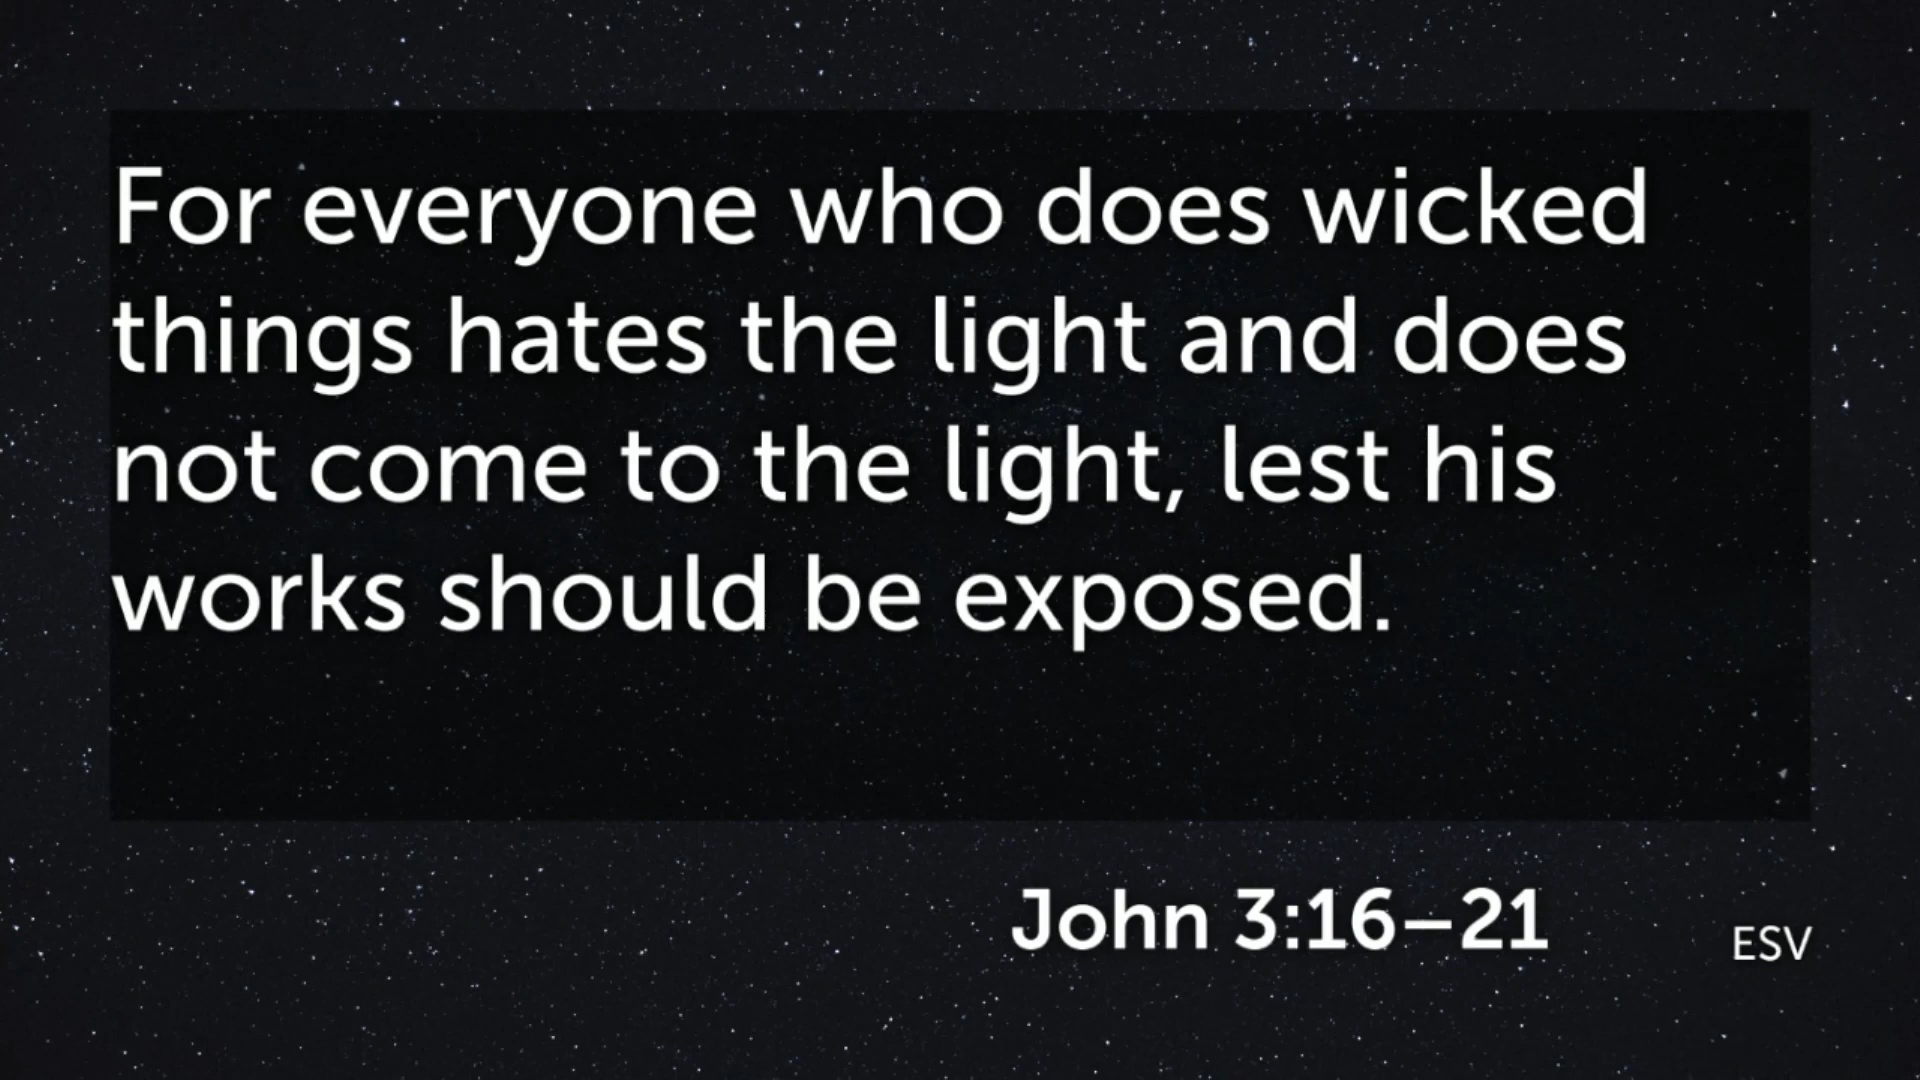 For everyone who does wicked
things hates the light and does
not come to the light, lest his
works should be exposed.
John 3:16–21
ESV